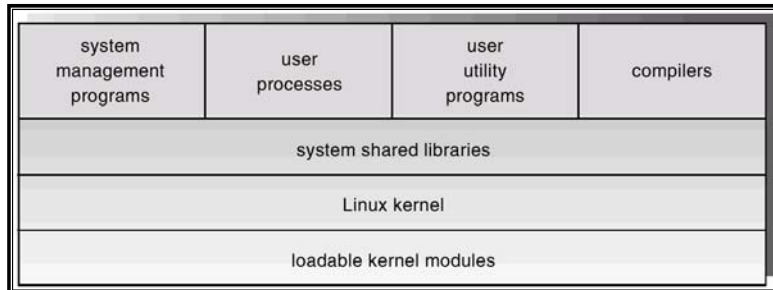 system
management
programs
user
processes
user
utility
programs
compilers
system shared libraries
Linux kernel
loadable kernel modules